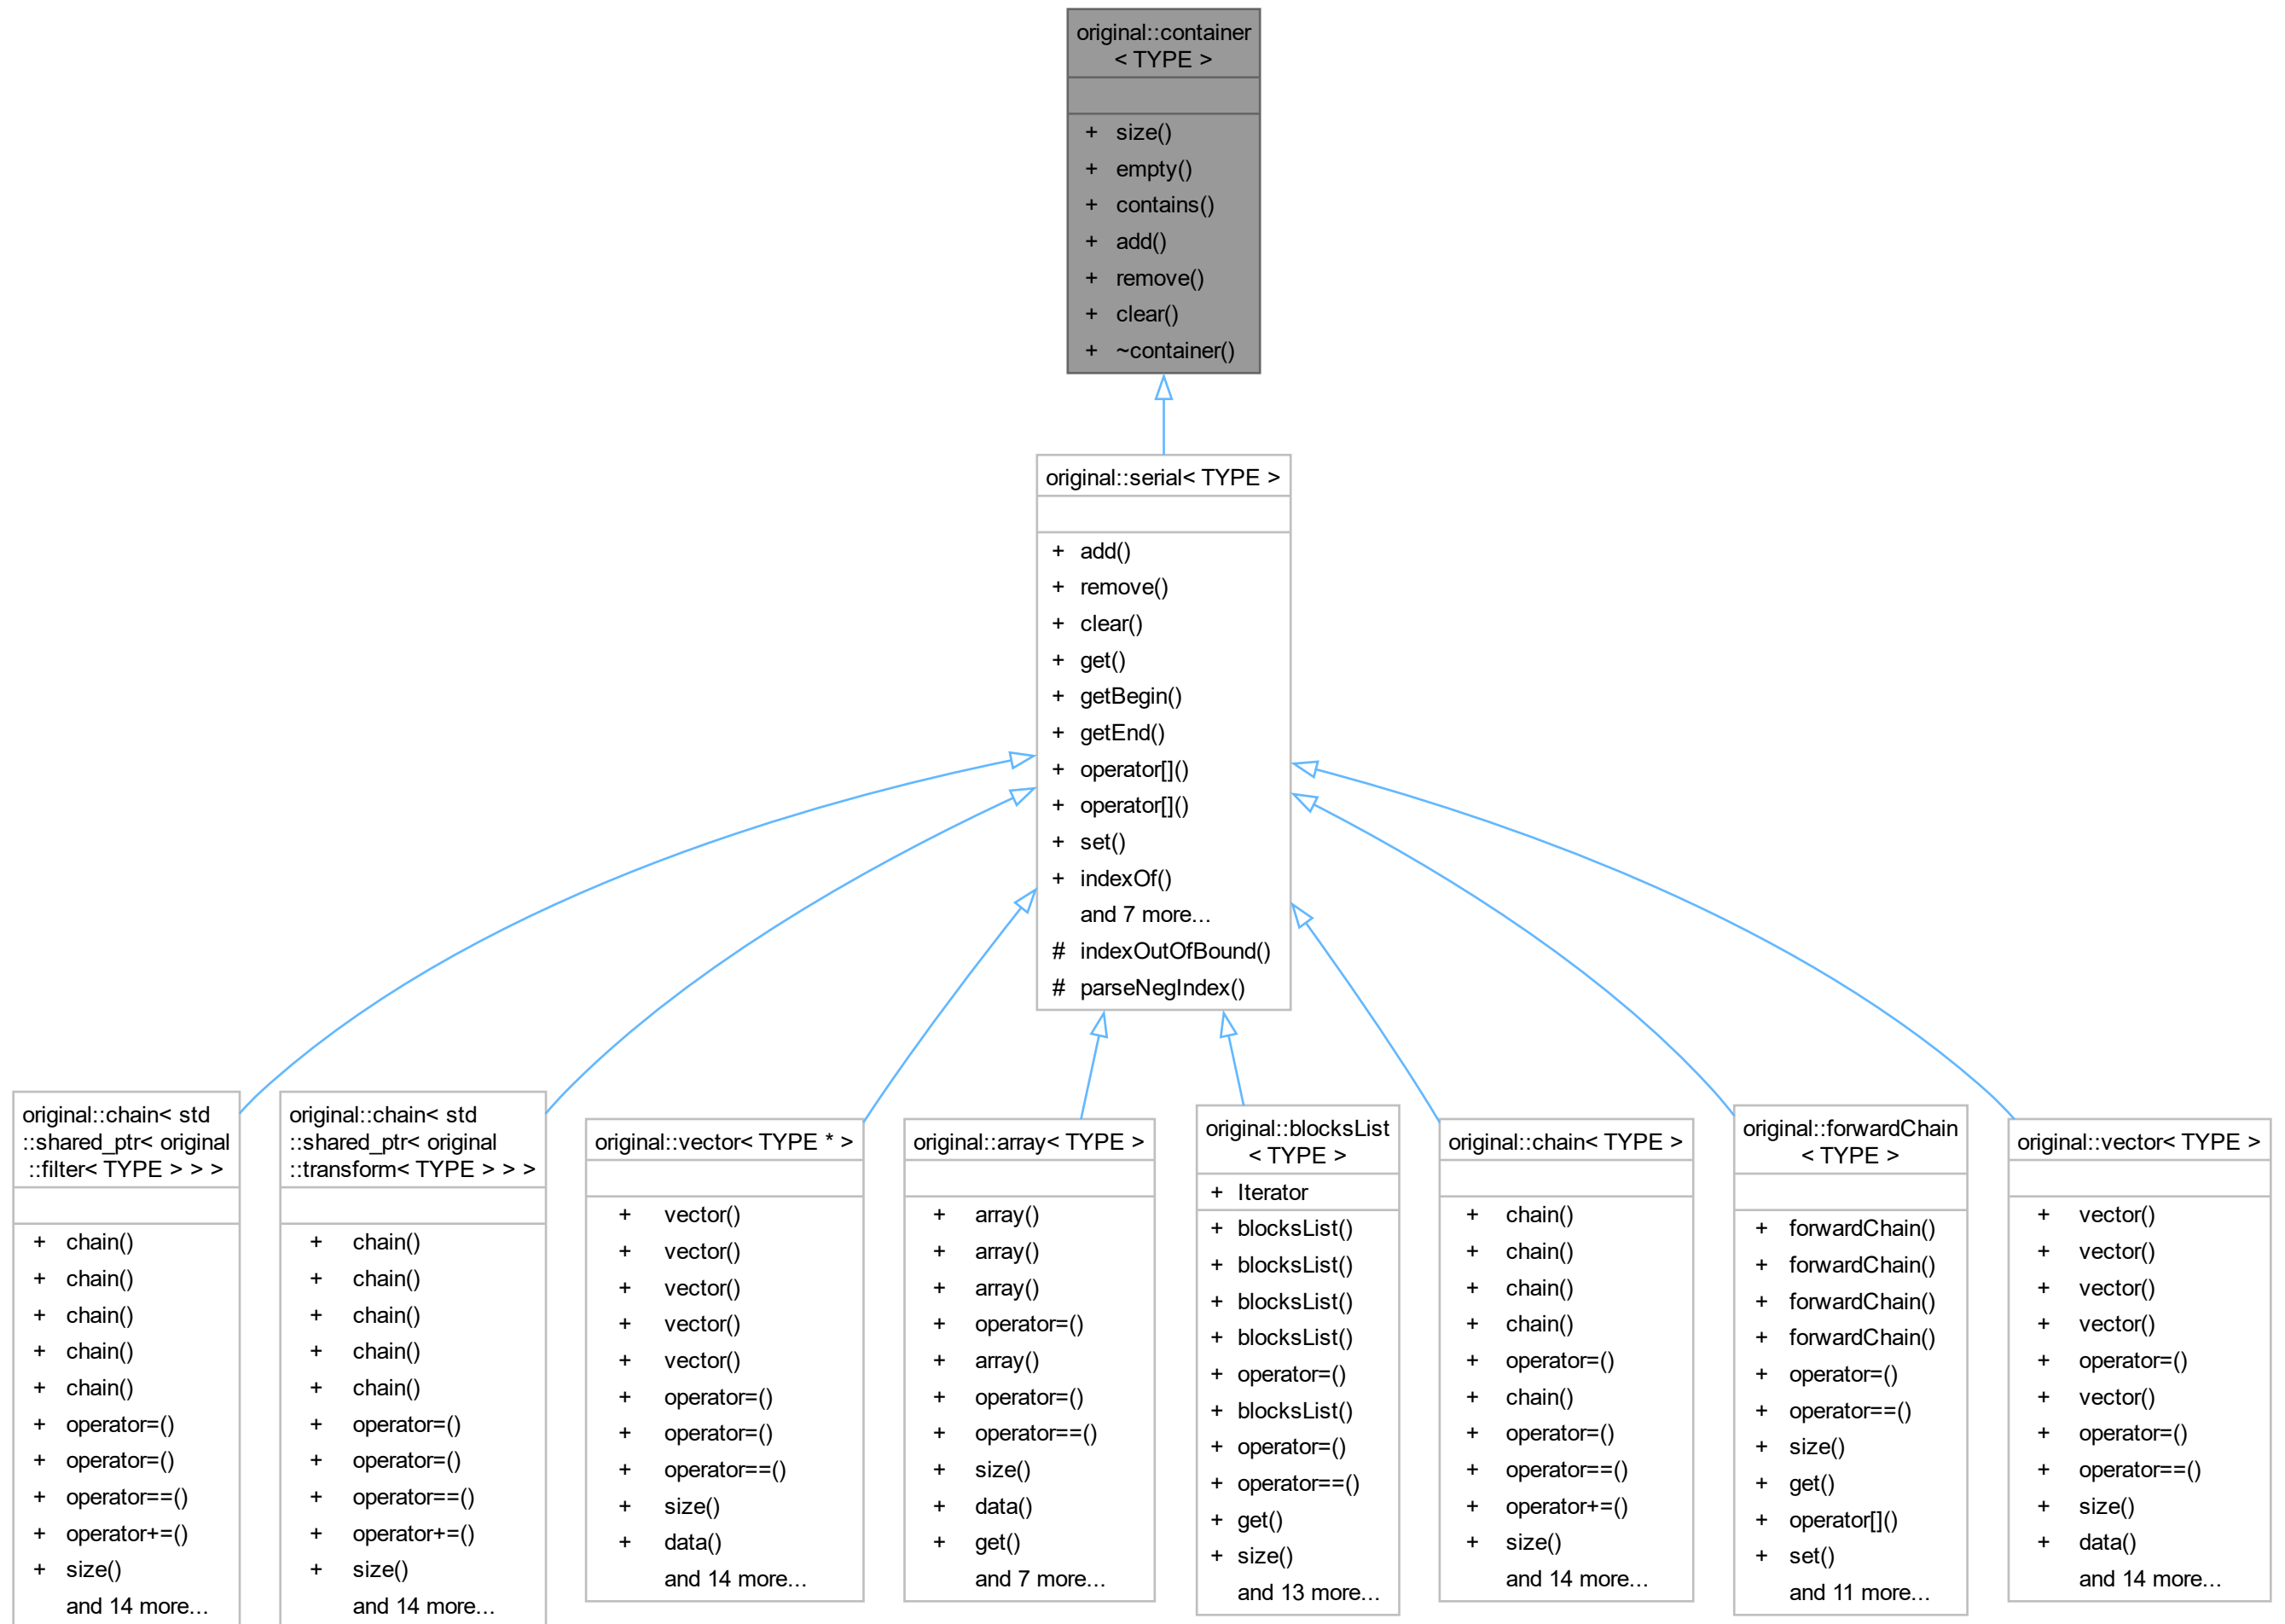 original::container
< TYPE >
+ size()
+ empty()
+ contains()
+ add()
+ remove()
+ clear()
+ ~container()
original::serial< TYPE >
+ add()
+ remove()
+ clear()
+ get()
+ getBegin()
+ getEnd()
+ operator[]()
+ operator[]()
+ set()
+ indexOf()
and 7 more...
# indexOutOfBound()
# parseNegIndex()
original::chain< std
::shared_ptr< original
::filter< TYPE > > >
+ chain()
+ chain()
+ chain()
+ chain()
+ chain()
+ operator=()
+ operator=()
+ operator==()
+ operator+=()
+ size()
and 14 more...
original::chain< std
::shared_ptr< original
::transform< TYPE > > >
+ chain()
+ chain()
+ chain()
+ chain()
+ chain()
+ operator=()
+ operator=()
+ operator==()
+ operator+=()
+ size()
and 14 more...
original::vector< TYPE * >
+ vector()
+ vector()
+ vector()
+ vector()
+ vector()
+ operator=()
+ operator=()
+ operator==()
+ size()
+ data()
and 14 more...
original::array< TYPE >
+ array()
+ array()
+ array()
+ operator=()
+ array()
+ operator=()
+ operator==()
+ size()
+ data()
+ get()
and 7 more...
original::blocksList
< TYPE >
+ Iterator
+ blocksList()
+ blocksList()
+ blocksList()
+ blocksList()
+ operator=()
+ blocksList()
+ operator=()
+ operator==()
+ get()
+ size()
and 13 more...
original::chain< TYPE >
+ chain()
+ chain()
+ chain()
+ chain()
+ operator=()
+ chain()
+ operator=()
+ operator==()
+ operator+=()
+ size()
and 14 more...
original::forwardChain
< TYPE >
+ forwardChain()
+ forwardChain()
+ forwardChain()
+ forwardChain()
+ operator=()
+ operator==()
+ size()
+ get()
+ operator[]()
+ set()
and 11 more...
original::vector< TYPE >
+ vector()
+ vector()
+ vector()
+ vector()
+ operator=()
+ vector()
+ operator=()
+ operator==()
+ size()
+ data()
and 14 more...